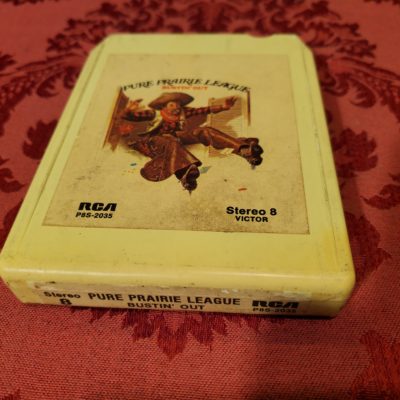 PURE PRAIRIE LEAGUE
BUSTIN' OUT
RCA
P8S-2035
Stereo 8
VICTOR
Stereo 8
PURE PRAIRIE LEAGUE
BUSTIN' OUT
RCA
P8S-2035